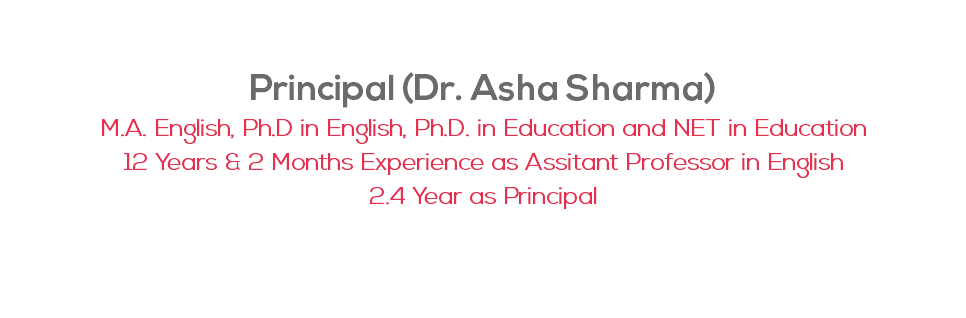 Principal (Dr. Asha Sharma)
M.A. English, Ph.D in English, Ph.D. in Education and NET in Education
12 Years & 2 Months Experience as Assitant Professor in English
2.4 Year as Principal